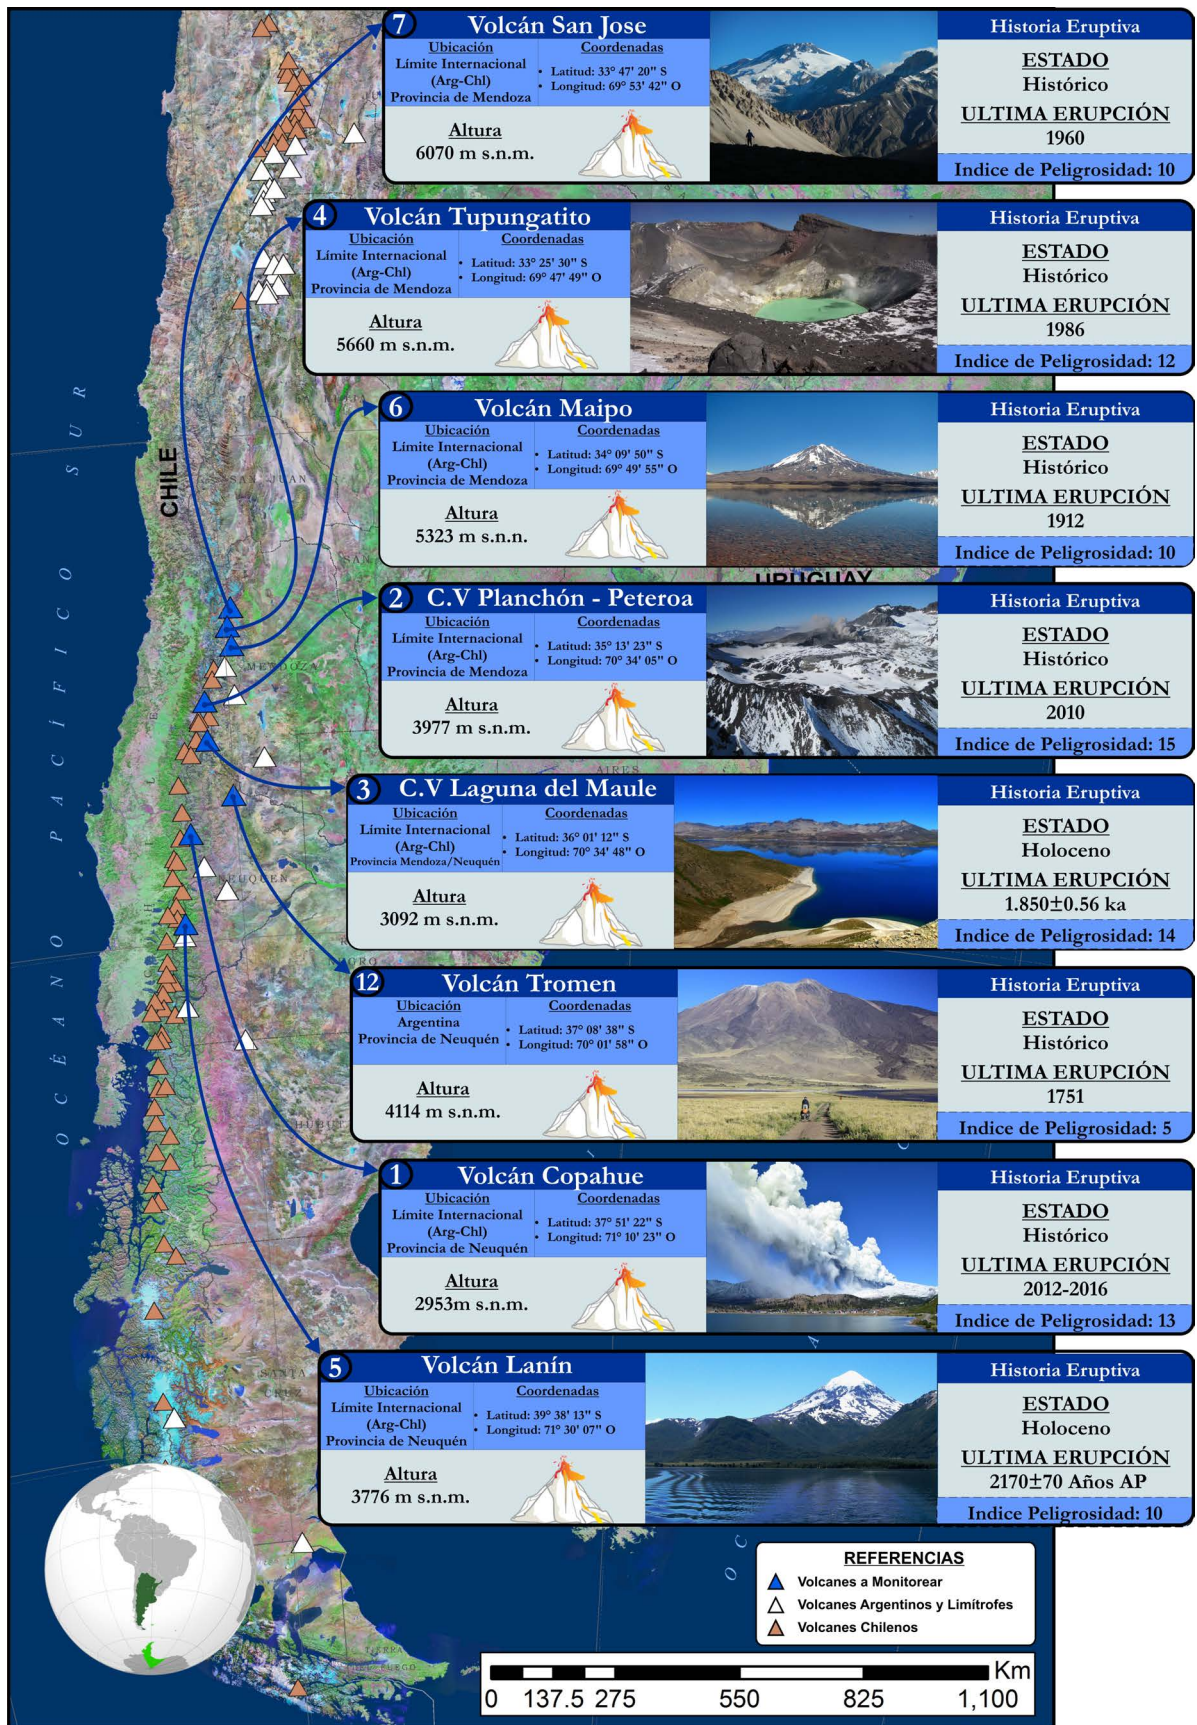 7 Volcán San Jose
Ubicación
Límite Internacional
(Arg-Chl)
Provincia de Mendoza
Coordenadas
• Latitud: 33° 47' 20" S
• Longitud: 69° 53' 42" O
Altura
6070 m s.n.m.
Historia Eruptiva
ESTADO
Histórico
ULTIMA ERUPCIÓN
1960
Indice de Peligrosidad: 10
4 Volcán Tupungatito
Ubicación
Límite Internacional
(Arg-Chl)
Provincia de Mendoza
Coordenadas
• Latitud: 33° 25' 30" S
• Longitud: 69° 47' 49" O
Altura
5660 m s.n.m.
Historia Eruptiva
ESTADO
Histórico
ULTIMA ERUPCIÓN
1986
Indice de Peligrosidad: 12
6 Volcán Maipo
Ubicación
Límite Internacional
(Arg-Chl)
Provincia de Mendoza
Coordenadas
• Latitud: 34° 09' 50" S
• Longitud: 69° 49' 55" O
Altura
5323 m s.n.n.
Historia Eruptiva
ESTADO
Histórico
ULTIMA ERUPCIÓN
1912
Indice de Peligrosidad: 10
URUGUAY
2 C.V Planchón - Peteroa
Ubicación
Límite Internacional
(Arg-Chl)
Provincia de Mendoza
Coordenadas
• Latitud: 35° 13' 23" S
• Longitud: 70° 34' 05" O
Altura
3977 m s.n.m.
Historia Eruptiva
ESTADO
Histórico
ULTIMA ERUPCIÓN
2010
Indice de Peligrosidad: 15
AIRES
3 C.V Laguna del Maule
Ubicación
Límite Internacional
(Arg-Chl)
Provincia Mendoza/Neuquén
Coordenadas
• Latitud: 36° 01' 12" S
• Longitud: 70° 34' 48" O
Altura
3092 m s.n.m.
Historia Eruptiva
ESTADO
Holoceno
ULTIMA ERUPCIÓN
1.850±0.56 ka
Indice de Peligrosidad: 14
12 Volcán Tromen
Ubicación
Argentina
Provincia de Neuquén
Coordenadas
• Latitud: 37° 08' 38" S
• Longitud: 70° 01' 58" O
Altura
4114 m s.n.m.
Historia Eruptiva
ESTADO
Histórico
ULTIMA ERUPCIÓN
1751
Indice de Peligrosidad: 5
1 Volcán Copahue
Ubicación
Límite Internacional
(Arg-Chl)
Provincia de Neuquén
Coordenadas
• Latitud: 37° 51' 22" S
• Longitud: 71° 10' 23" O
Altura
2953m s.n.m.
Historia Eruptiva
ESTADO
Histórico
ULTIMA ERUPCIÓN
2012-2016
Indice de Peligrosidad: 13
5 Volcán Lanín
Ubicación
Límite Internacional
(Arg-Chl)
Provincia de Neuquén
Coordenadas
• Latitud: 39° 38' 13" S
• Longitud: 71° 30' 07" O
Altura
3776 m s.n.m.
Historia Eruptiva
ESTADO
Holoceno
ULTIMA ERUPCIÓN
2170±70 Años AP
Indice Peligrosidad: 10
OCÉANO PACÍFICO SUR
CHILE
SAN JUAN
MENDOZA
CHILE
NEUQUEN
SANTA
CRUZ
TIERRA
DEL FUEGO
REFERENCIAS
Volcanes a Monitorear
Volcanes Argentinos y Limítrofes
Volcanes Chilenos
Km
0 137.5 275 550 825 1,100